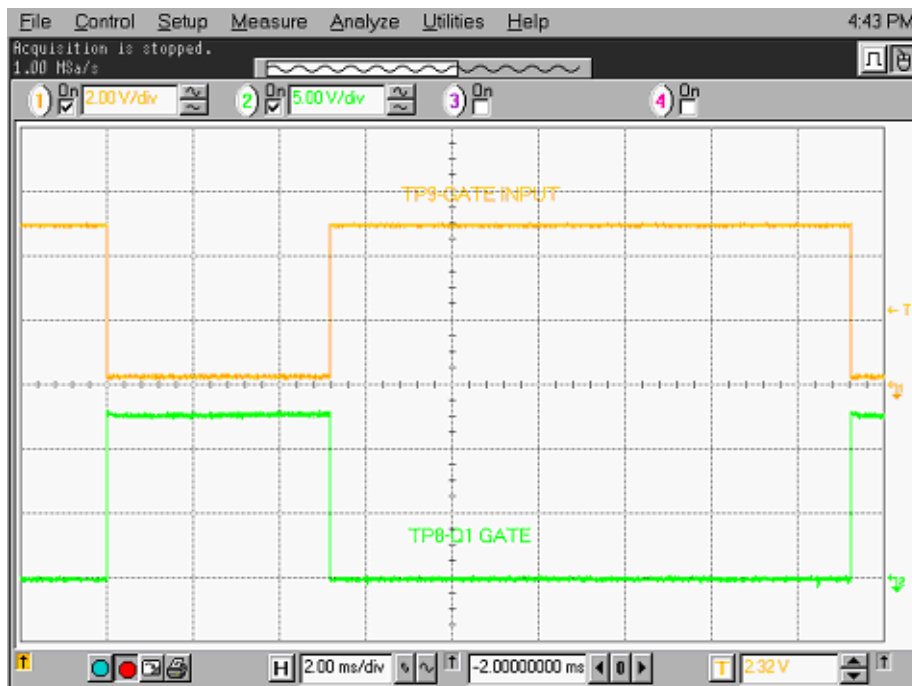 File Control Setup Measure Analyze Utilities Help 4:43 PM
Acquisition is stopped.
1.00 MSa/s
1 On 2.00 V/div 2 On 5.00 V/div 3 On 4 On
TP9-GATE INPUT
T
TP8-Q1 GATE
H 2.00 ms/div -2.00000000 ms 0 T 2.32 V